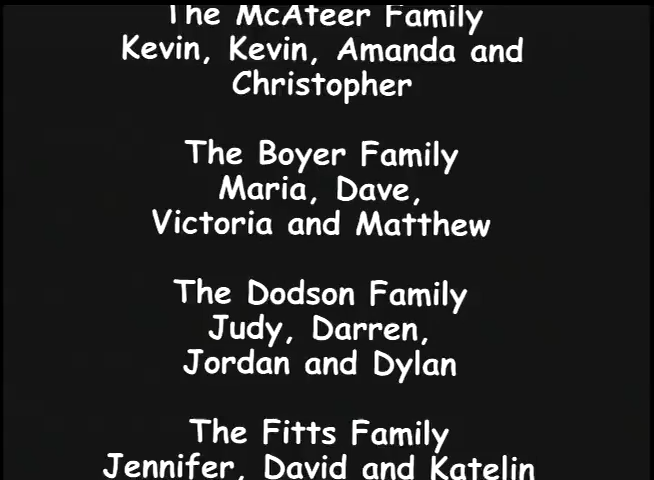 The McAteer Family
Kevin, Kevin, Amanda and
Christopher
The Boyer Family
Maria, Dave,
Victoria and Matthew
The Dodson Family
Judy, Darren,
Jordan and Dylan
The Fitts Family
Jennifer, David and Katelin